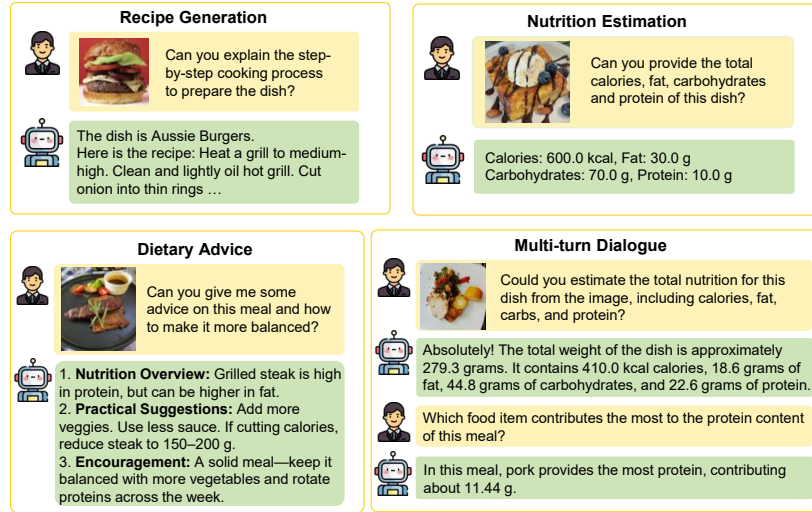 Recipe Generation
Can you explain the step-
by-step cooking process
to prepare the dish?
The dish is Aussie Burgers.
Here is the recipe: Heat a grill to medium-
high. Clean and lightly oil hot grill. Cut
onion into thin rings …
Nutrition Estimation
Can you provide the total
calories, fat, carbohydrates
and protein of this dish?
Calories: 600.0 kcal, Fat: 30.0 g
Carbohydrates: 70.0 g, Protein: 10.0 g
Dietary Advice
Can you give me some
advice on this meal and how
to make it more balanced?
1. Nutrition Overview: Grilled steak is high
in protein, but can be higher in fat.
2. Practical Suggestions: Add more
veggies. Use less sauce. If cutting calories,
reduce steak to 150–200 g.
3. Encouragement: A solid meal—keep it
balanced with more vegetables and rotate
proteins across the week.
Multi-turn Dialogue
Could you estimate the total nutrition for this
dish from the image, including calories, fat,
carbs, and protein?
Absolutely! The total weight of the dish is approximately
279.3 grams. It contains 410.0 kcal calories, 18.6 grams of
fat, 44.8 grams of carbohydrates, and 22.6 grams of protein.
Which food item contributes the most to the protein content
of this meal?
In this meal, pork provides the most protein, contributing
about 11.44 g.